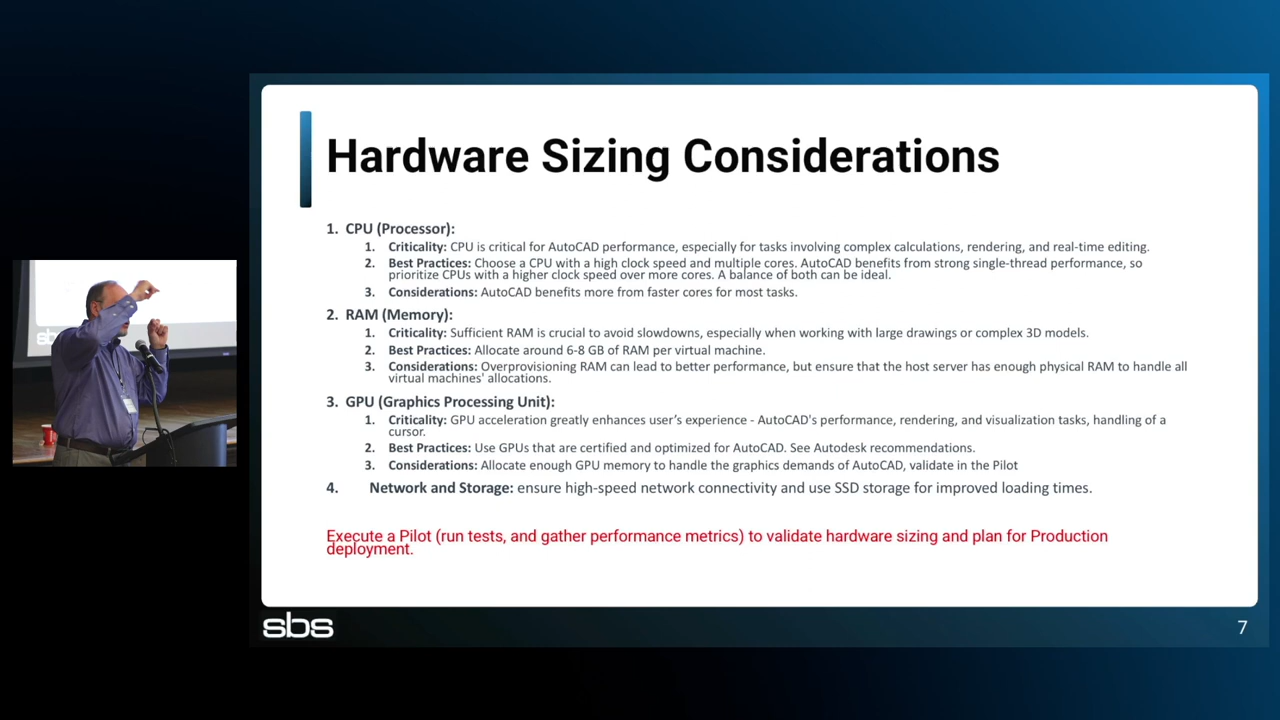 Hardware Sizing Considerations
1. CPU (Processor):
1. Criticality: CPU is critical for AutoCAD performance, especially for tasks involving complex calculations, rendering, and real-time editing.
2. Best Practices: Choose a CPU with a high clock speed and multiple cores. AutoCAD benefits from strong single-thread performance, so
prioritize CPUs with a higher clock speed over more cores. A balance of both can be ideal.
3. Considerations: AutoCAD benefits more from faster cores for most tasks.
2. RAM (Memory):
1. Criticality: Sufficient RAM is crucial to avoid slowdowns, especially when working with large drawings or complex 3D models.
2. Best Practices: Allocate around 6-8 GB of RAM per virtual machine.
3. Considerations: Overprovisioning RAM can lead to better performance, but ensure that the host server has enough physical RAM to handle all
virtual machines' allocations.
3. GPU (Graphics Processing Unit):
1. Criticality: GPU acceleration greatly enhances user’s experience - AutoCAD's performance, rendering, and visualization tasks, handling of a
cursor.
2. Best Practices: Use GPUs that are certified and optimized for AutoCAD. See Autodesk recommendations.
3. Considerations: Allocate enough GPU memory to handle the graphics demands of AutoCAD, validate in the Pilot
4. Network and Storage: ensure high-speed network connectivity and use SSD storage for improved loading times.
Execute a Pilot (run tests, and gather performance metrics) to validate hardware sizing and plan for Production
deployment.
sbs
7